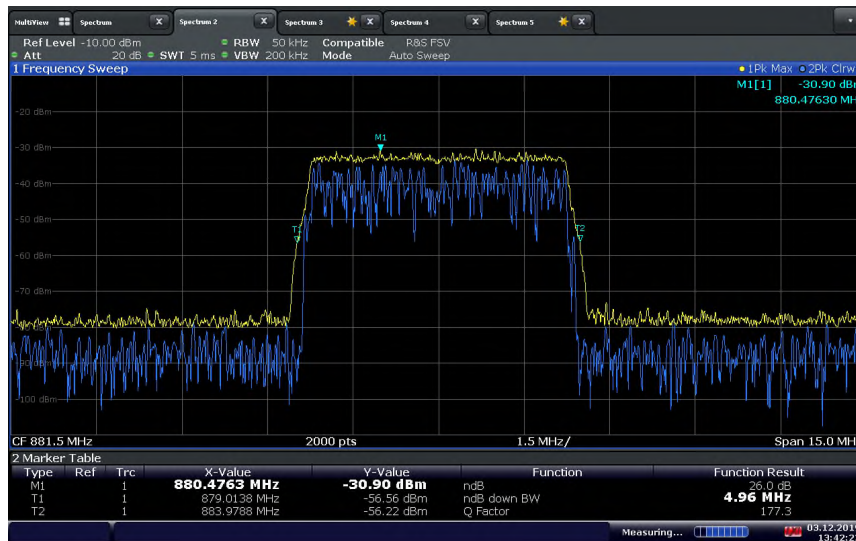 MultiView Spectrum X Spectrum 2 X Spectrum 3 X Spectrum 4 X Spectrum 5 X
Ref Level -10.00 dBm RBW 50 kHz Compatible R&S FSV
Att 20 dB SWT 5 ms VBW 200 kHz Mode Auto Sweep
1 Frequency Sweep 1Pk Max 2Pk Clrw
M1[1] -30.90 dBm
880.47630 MH
-20 dBm
M1
-30 dBm
-40 dBm
-50 dBm
T1 T2
-60 dBm
-70 dBm
-90 dBm
-100 dBm
CF 881.5 MHz 2000 pts 1.5 MHz/ Span 15.0 MH
2 Marker Table
Type Ref Trc X-Value Y-Value Function Function Result
M1 1 880.4763 MHz -30.90 dBm ndB 26.0 dB
T1 1 879.0138 MHz -56.56 dBm ndB down BW 4.96 MHz
T2 1 883.9788 MHz -56.22 dBm Q Factor 177.3
Measuring... 03.12.201
13:42:2